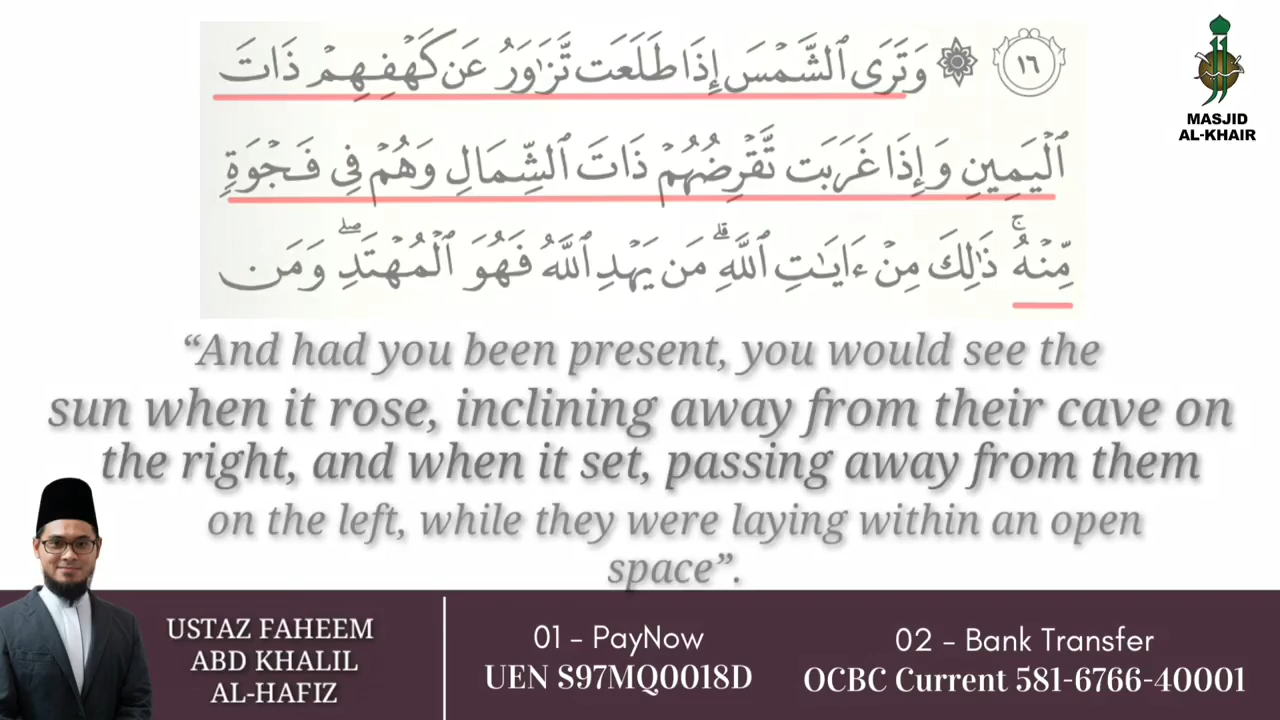 ١٦ ۞ وَتَرَى ٱلشَّمْسَ إِذَا طَلَعَت تَّزَٰوَرُ عَن كَهْفِهِمْ ذَاتَ
ٱلْيَمِينِ وَإِذَا غَرَبَت تَّقْرِضُهُمْ ذَاتَ ٱلشِّمَالِ وَهُمْ فِى فَجْوَةٍ
مِّنْهُ ۚ ذَٰلِكَ مِنْ ءَايَـٰتِ ٱللَّهِ ۗ مَن يَهْدِ ٱللَّهُ فَهُوَ ٱلْمُهْتَدِ ۖ وَمَن
MASJID
AL-KHAIR
“And had you been present, you would see the
sun when it rose, inclining away from their cave on
the right, and when it set, passing away from them
on the left, while they were laying within an open
space”.
USTAZ FAHEEM
ABD KHALIL
AL-HAFIZ
01 - PayNow
UEN S97MQ0018D
02 - Bank Transfer
OCBC Current 581-6766-40001